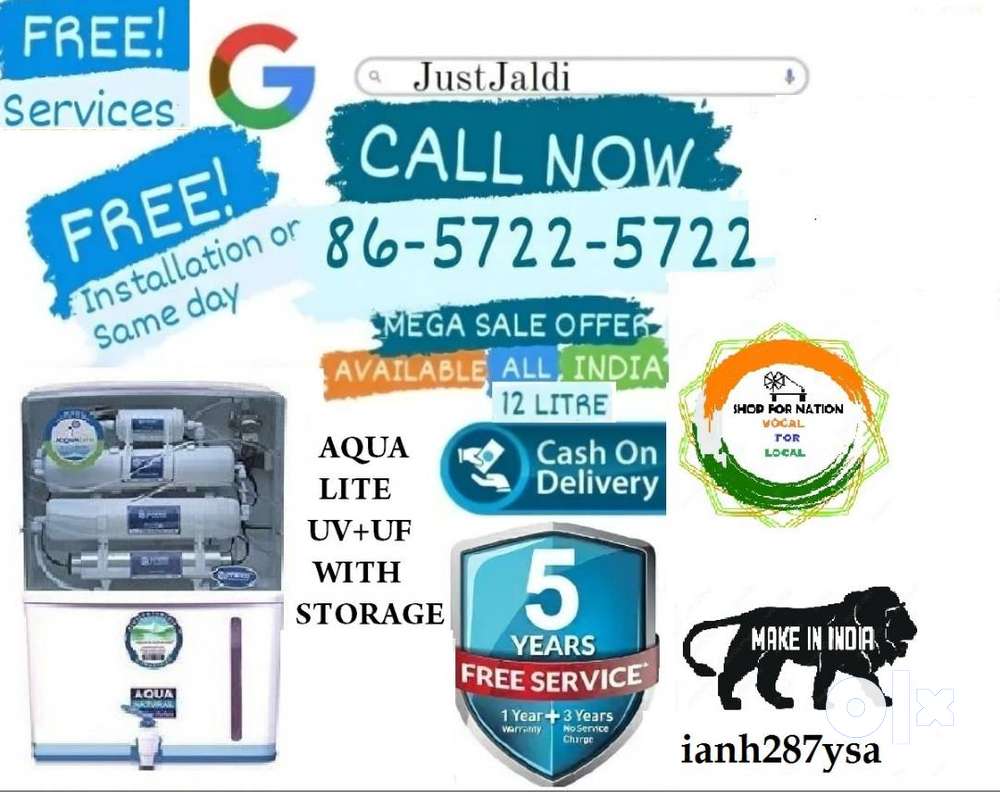 FREE!
Services
G
JustJaldi
CALL NOW
86-5722-5722
FREE!
Installation or
Same day
MEGA SALE OFFER
AVAILABLE ALL INDIA
12 LITRE
AQUA
LITE
UV+UF
WITH
STORAGE
Cash On
Delivery
SHOP FOR NATION
VOCAL
FOR
LOCAL
5
YEARS
FREE SERVICE*
1 Year + 3 Years
Warranty No Service
Charge
MAKE IN INDIA
olx
ianh287ysa
AQUA